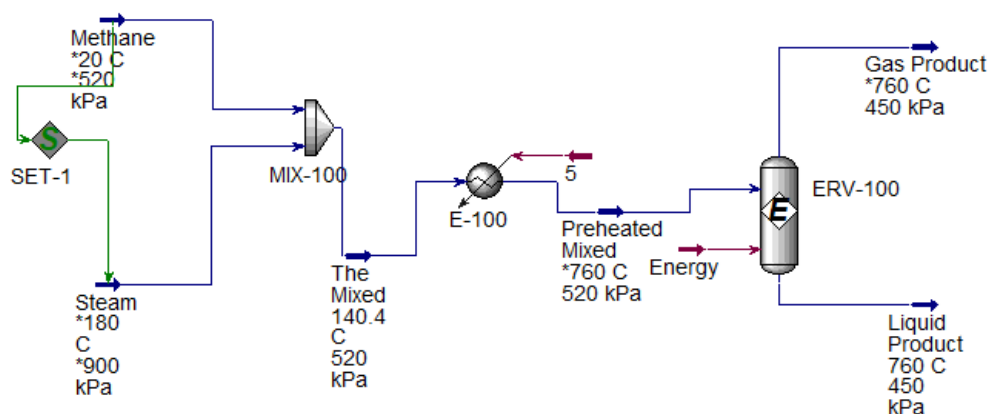 Methane
*20 C
*520
kPa
S
SET-1
MIX-100
Steam
*180
C
*900
kPa
The
Mixed
140.4
C
520
kPa
5
E-100
Preheated
Mixed
*760 C
520 kPa
Energy
E
ERV-100
Gas Product
*760 C
450 kPa
Liquid
Product
760 C
450
kPa